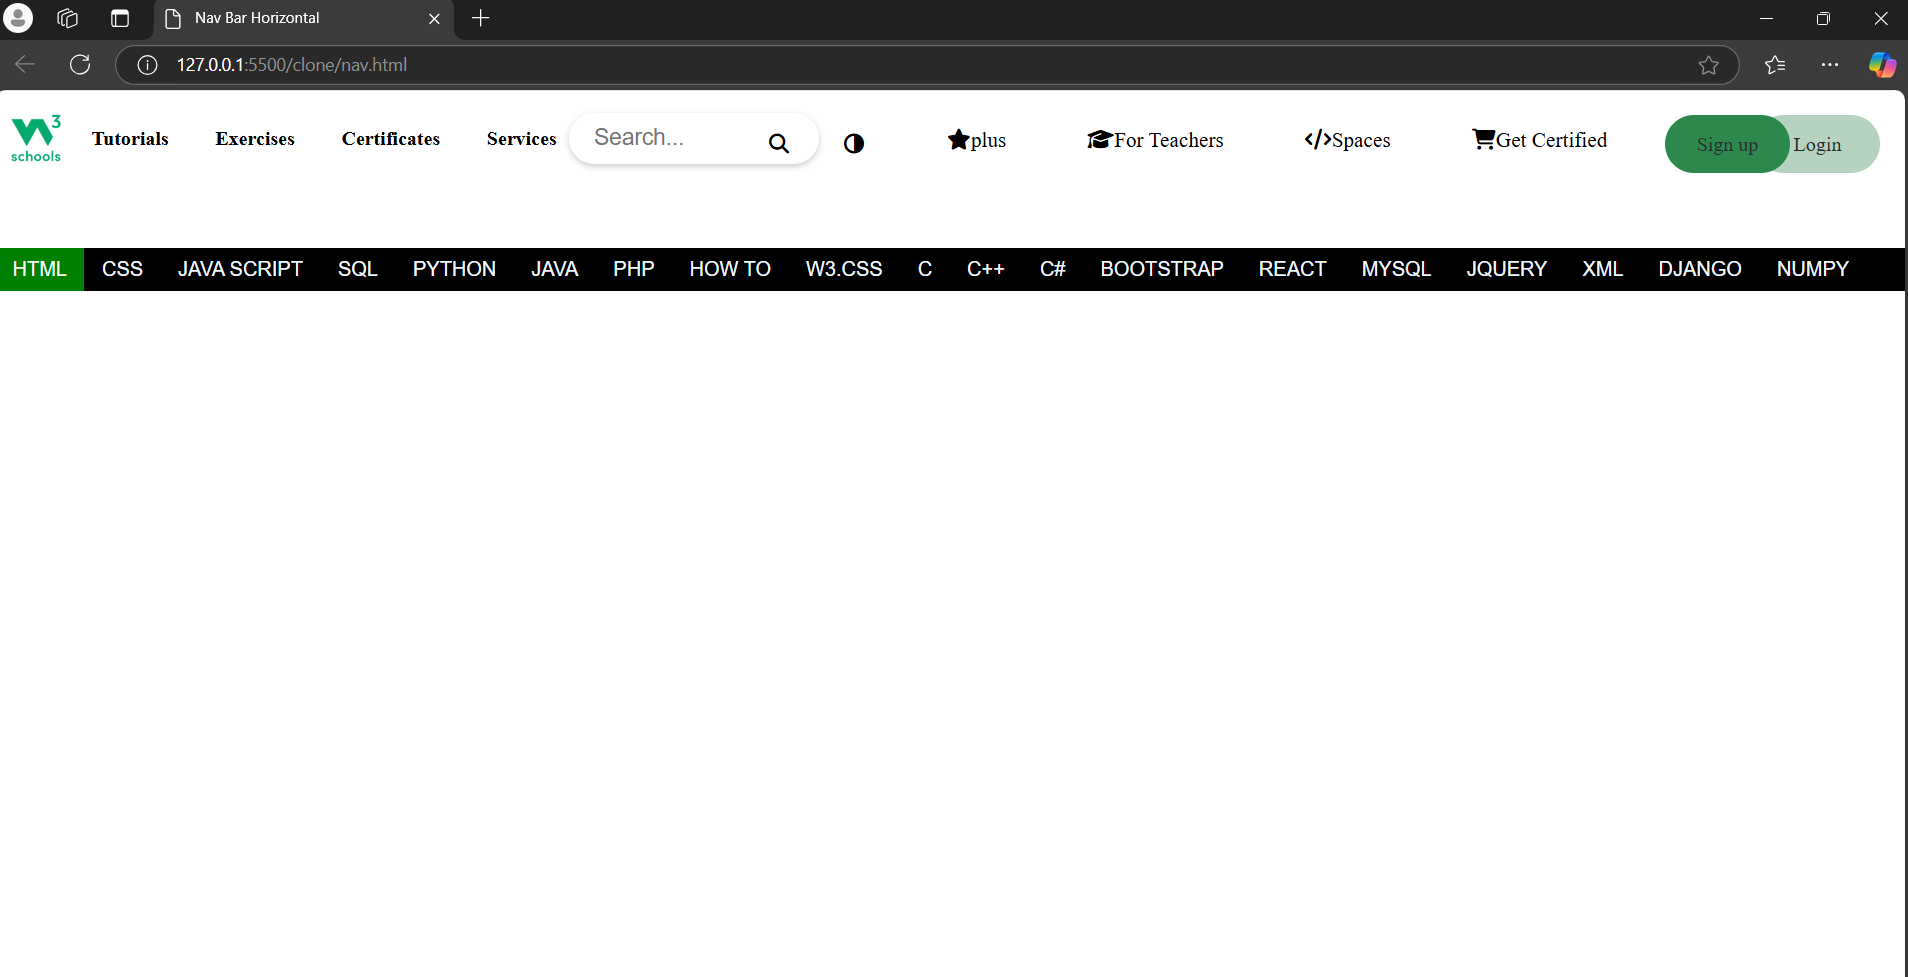 Nav Bar Horizontal
127.0.0.1:5500/clone/nav.html
W3 schools Tutorials Exercises Certificates Services Search... plus For Teachers </>Spaces Get Certified Sign up Login
HTML CSS JAVA SCRIPT SQL PYTHON JAVA PHP HOW TO W3.CSS C C++ C# BOOTSTRAP REACT MYSQL JQUERY XML DJANGO NUMPY